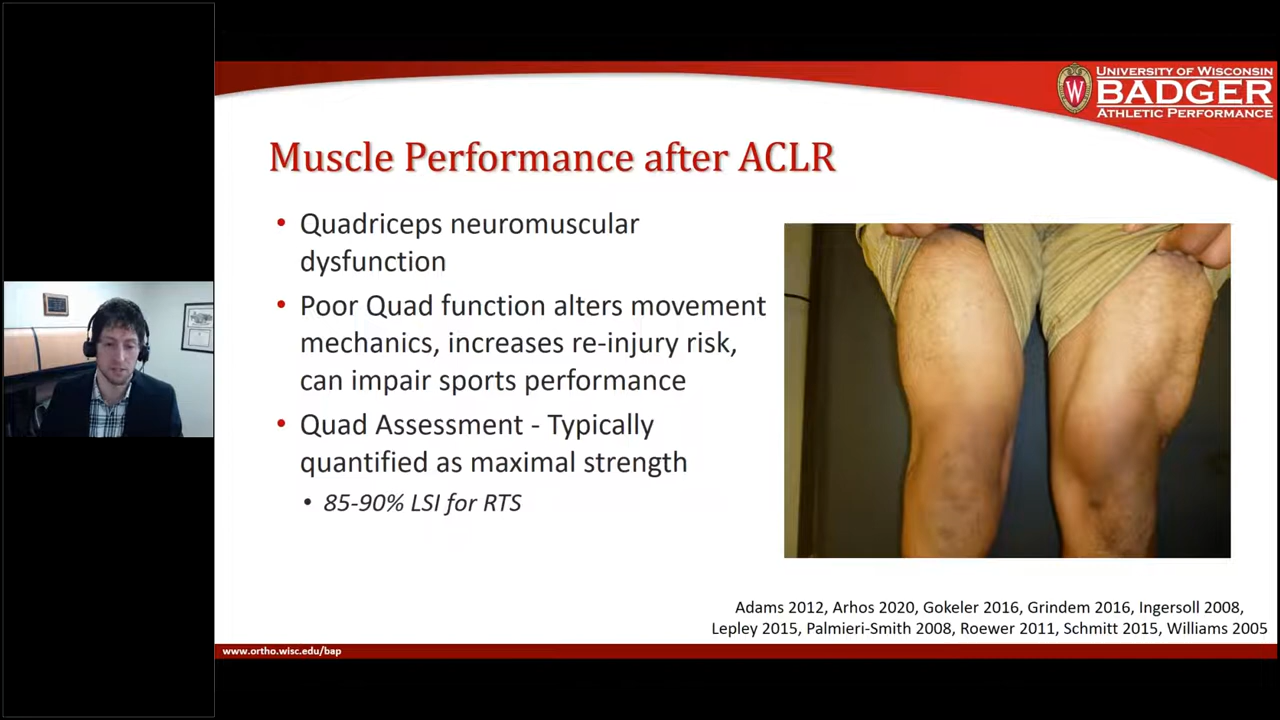 UNIVERSITY OF WISCONSIN
BADGER
ATHLETIC PERFORMANCE
W
Muscle Performance after ACLR
• Quadriceps neuromuscular
dysfunction
• Poor Quad function alters movement
mechanics, increases re-injury risk,
can impair sports performance
• Quad Assessment - Typically
quantified as maximal strength
• 85-90% LSI for RTS
Adams 2012, Arhos 2020, Gokeler 2016, Grindem 2016, Ingersoll 2008,
Lepley 2015, Palmieri-Smith 2008, Roewer 2011, Schmitt 2015, Williams 2005
www.ortho.wisc.edu/bap